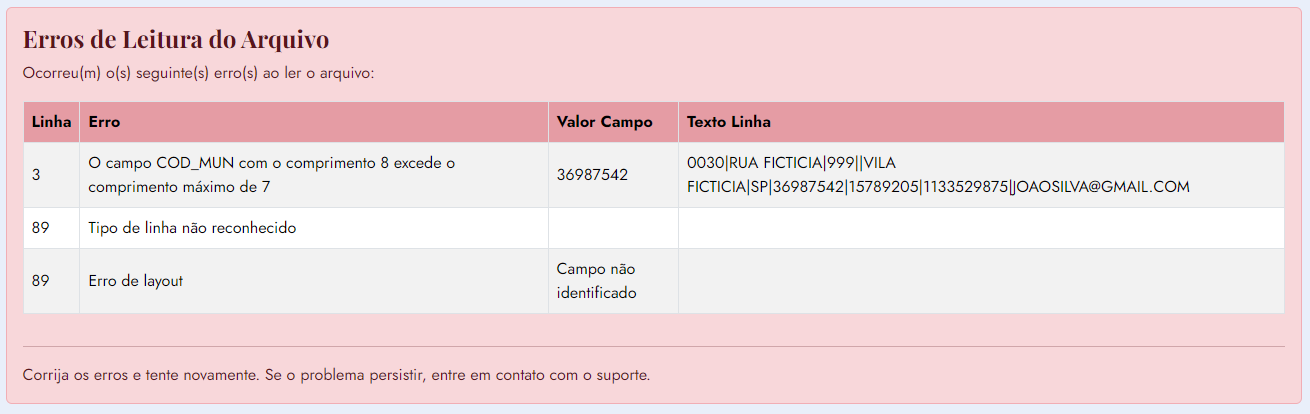 Erros de Leitura do Arquivo
Ocorreu(m) o(s) seguinte(s) erro(s) ao ler o arquivo:
Linha Erro Valor Campo Texto Linha
3 O campo COD_MUN com o comprimento 8 excede o comprimento máximo de 7 36987542 0030|RUA FICTICIA|999||VILA FICTICIA|SP|36987542|15789205|1133529875|JOAOSILVA@GMAIL.COM
89 Tipo de linha não reconhecido
89 Erro de layout Campo não identificado
Corrija os erros e tente novamente. Se o problema persistir, entre em contato com o suporte.